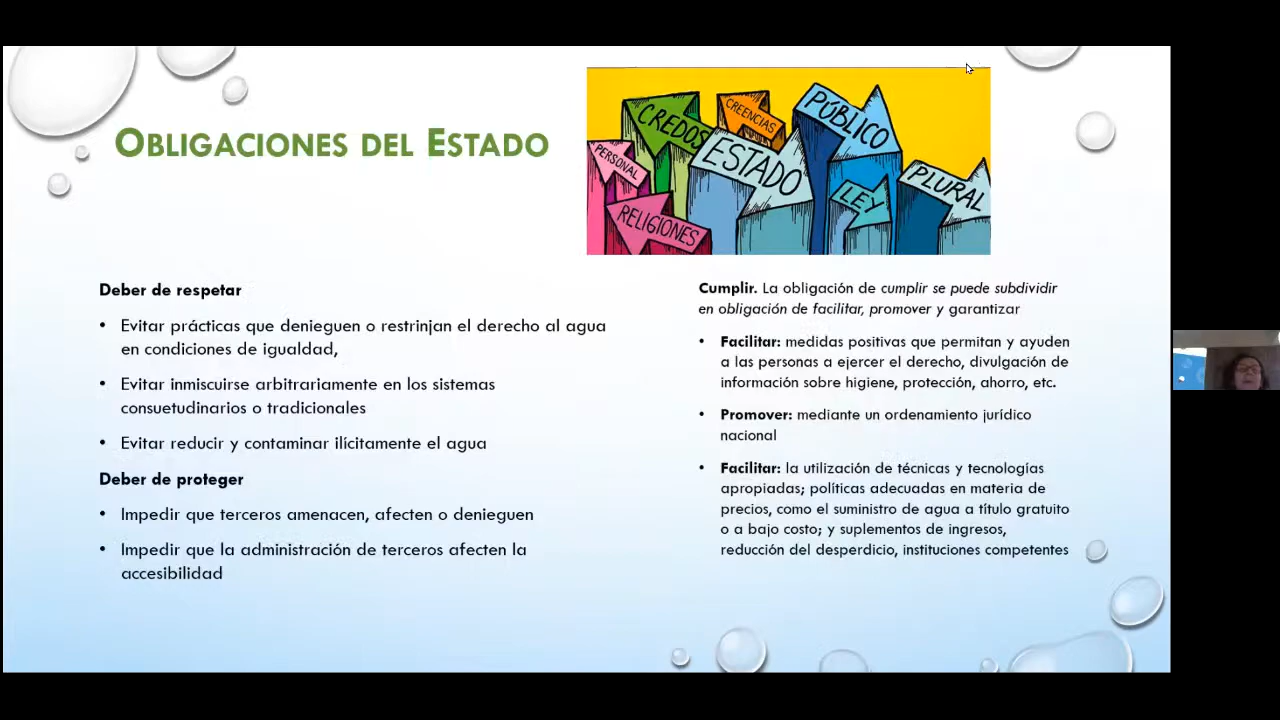 OBLIGACIONES DEL ESTADO
CREDOS
CREENCIAS
PÚBLICO
PERSONAL
ESTADO
LEY
PLURAL
RELIGIONES
Deber de respetar
• Evitar prácticas que denieguen o restrinjan el derecho al agua
en condiciones de igualdad,
• Evitar inmiscuirse arbitrariamente en los sistemas
consuetudinarios o tradicionales
• Evitar reducir y contaminar ilícitamente el agua
Deber de proteger
• Impedir que terceros amenacen, afecten o denieguen
• Impedir que la administración de terceros afecten la
accesibilidad
Cumplir. La obligación de cumplir se puede subdividir
en obligación de facilitar, promover y garantizar
• Facilitar: medidas positivas que permitan y ayuden
a las personas a ejercer el derecho, divulgación de
información sobre higiene, protección, ahorro, etc.
• Promover: mediante un ordenamiento jurídico
nacional
• Facilitar: la utilización de técnicas y tecnologías
apropiadas; políticas adecuadas en materia de
precios, como el suministro de agua a título gratuito
o a bajo costo; y suplementos de ingresos,
reducción del desperdicio, instituciones competentes